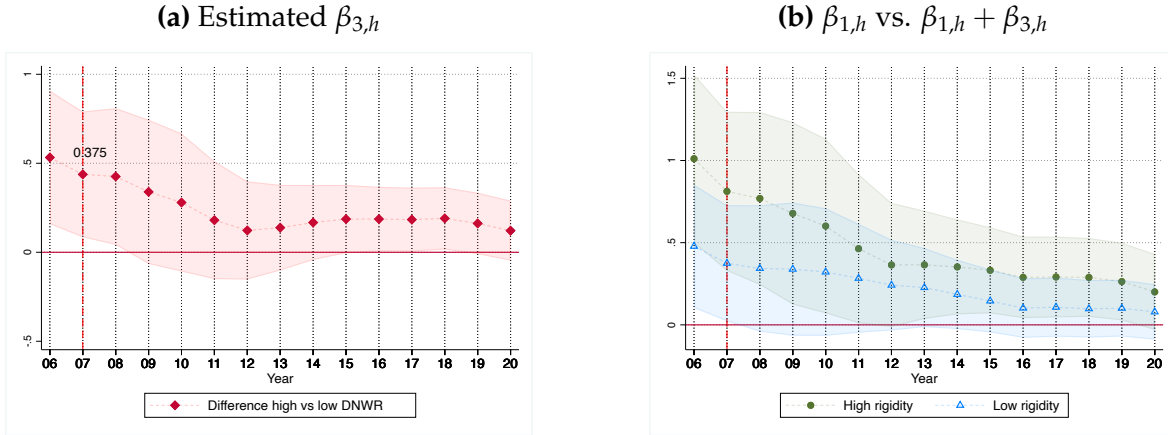 (a) Estimated β3,h
1
.5
0
-.5
0.375
06 07 08 09 10 11 12 13 14 15 16 17 18 19 20
Year
Difference high vs low DNWR
(b) β1,h vs. β1,h + β3,h
1.5
1
.5
0
06 07 08 09 10 11 12 13 14 15 16 17 18 19 20
Year
High rigidity Low rigidity